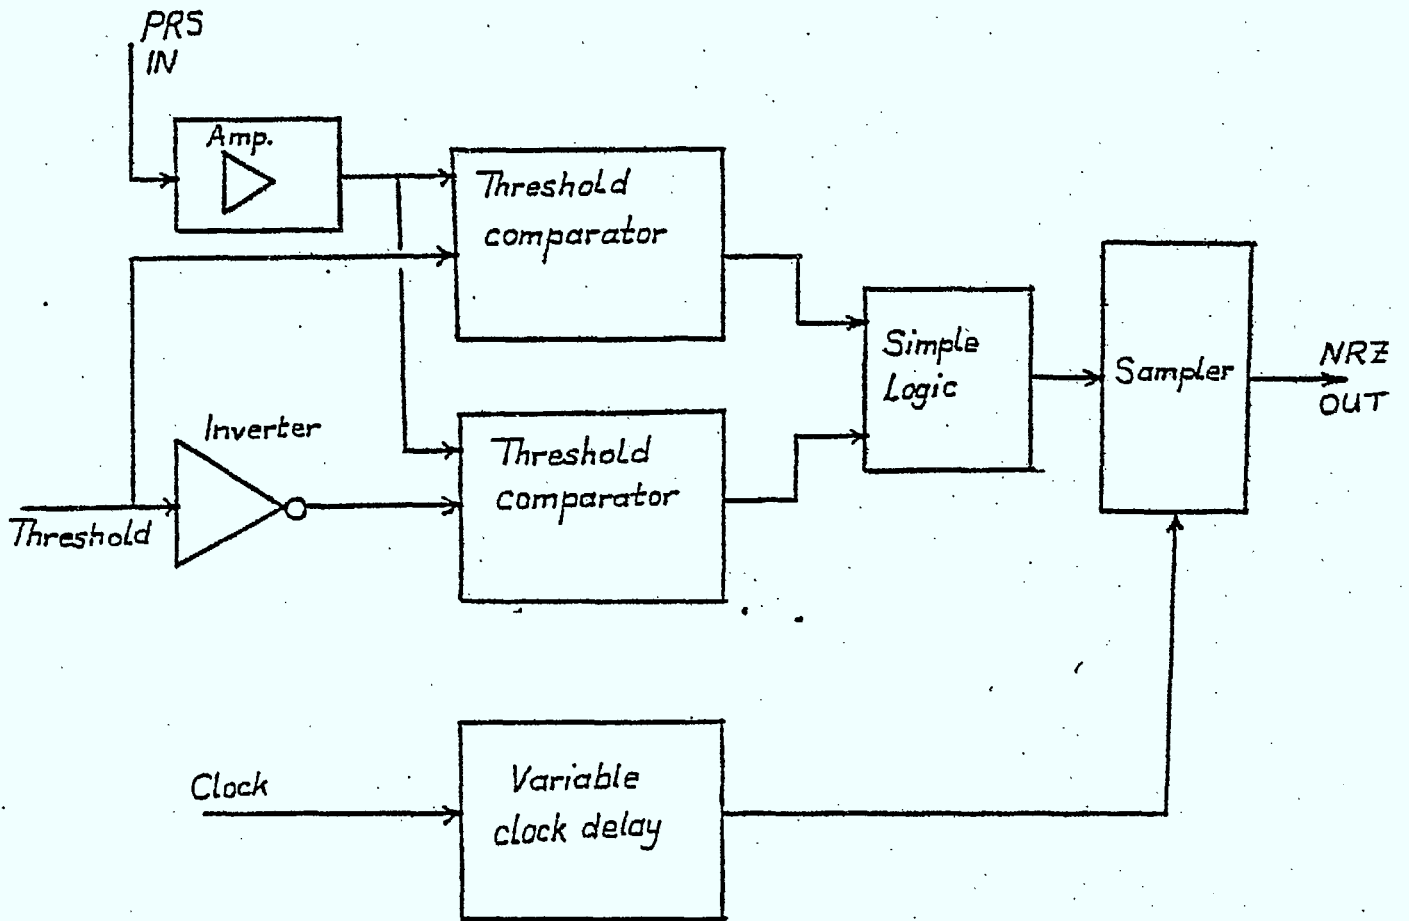 PRS
IN
Amp.
Threshold
comparator
Simple
Logic
Sampler
NRZ
OUT
Inverter
Threshold
comparator
Threshold
Clock
Variable
clock delay